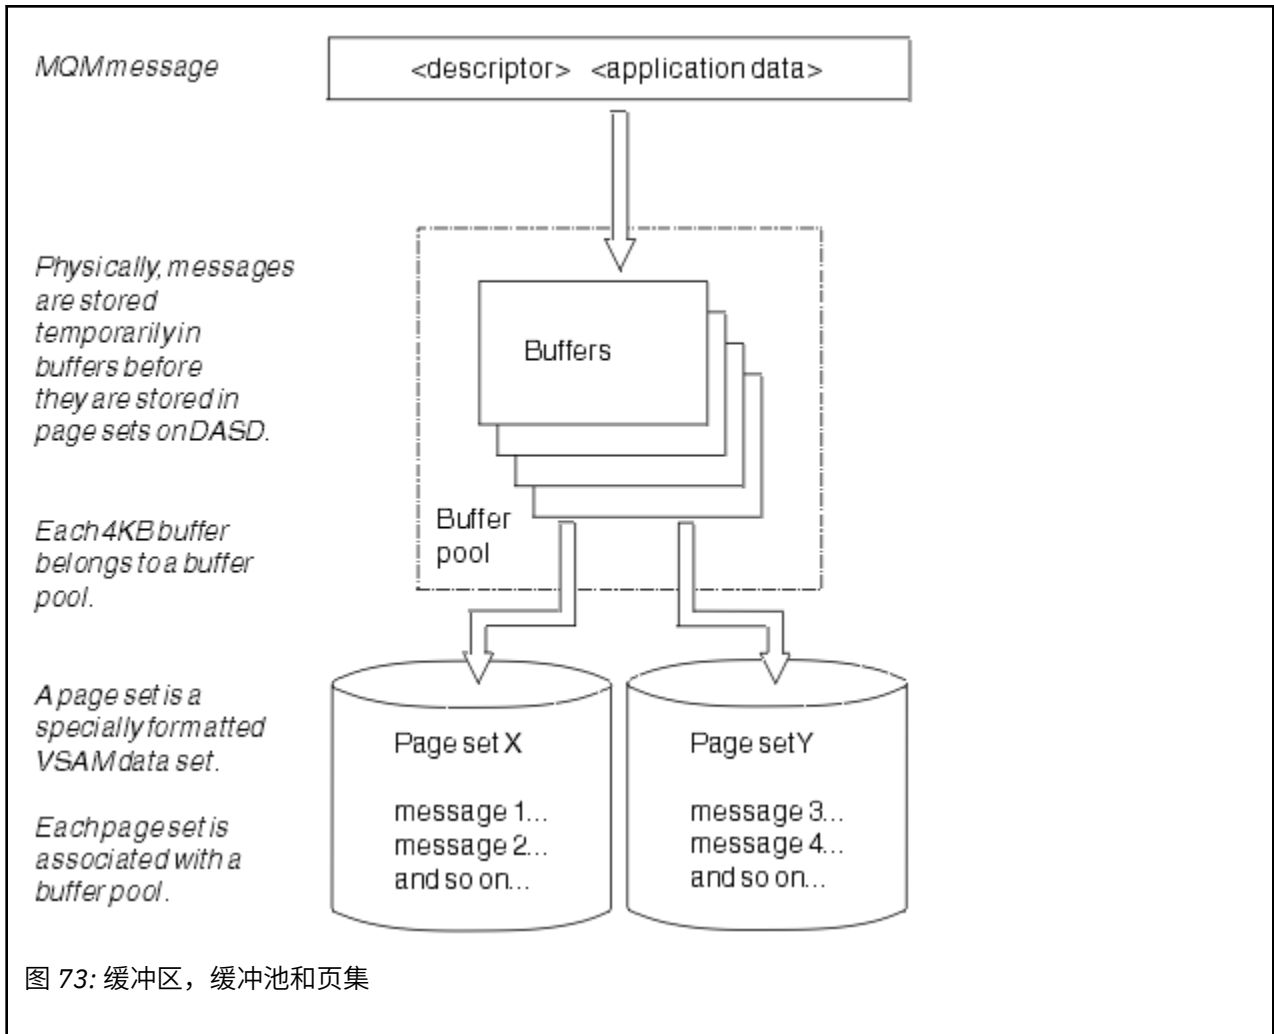 MQM message
<descriptor> <application data>
Physically, messages
are stored
temporarily in
buffers before
they are stored in
page sets on DASD.
Buffers
Buffer
pool
Each 4KB buffer
belongs to a buffer
pool.
A page set is a
specially formatted
VSAM data set.
Each page set is
associated with a
buffer pool.
Page set X
message 1...
message 2...
and so on...
Page set Y
message 3...
message 4...
and so on...
图 73: 缓冲区，缓冲池和页集